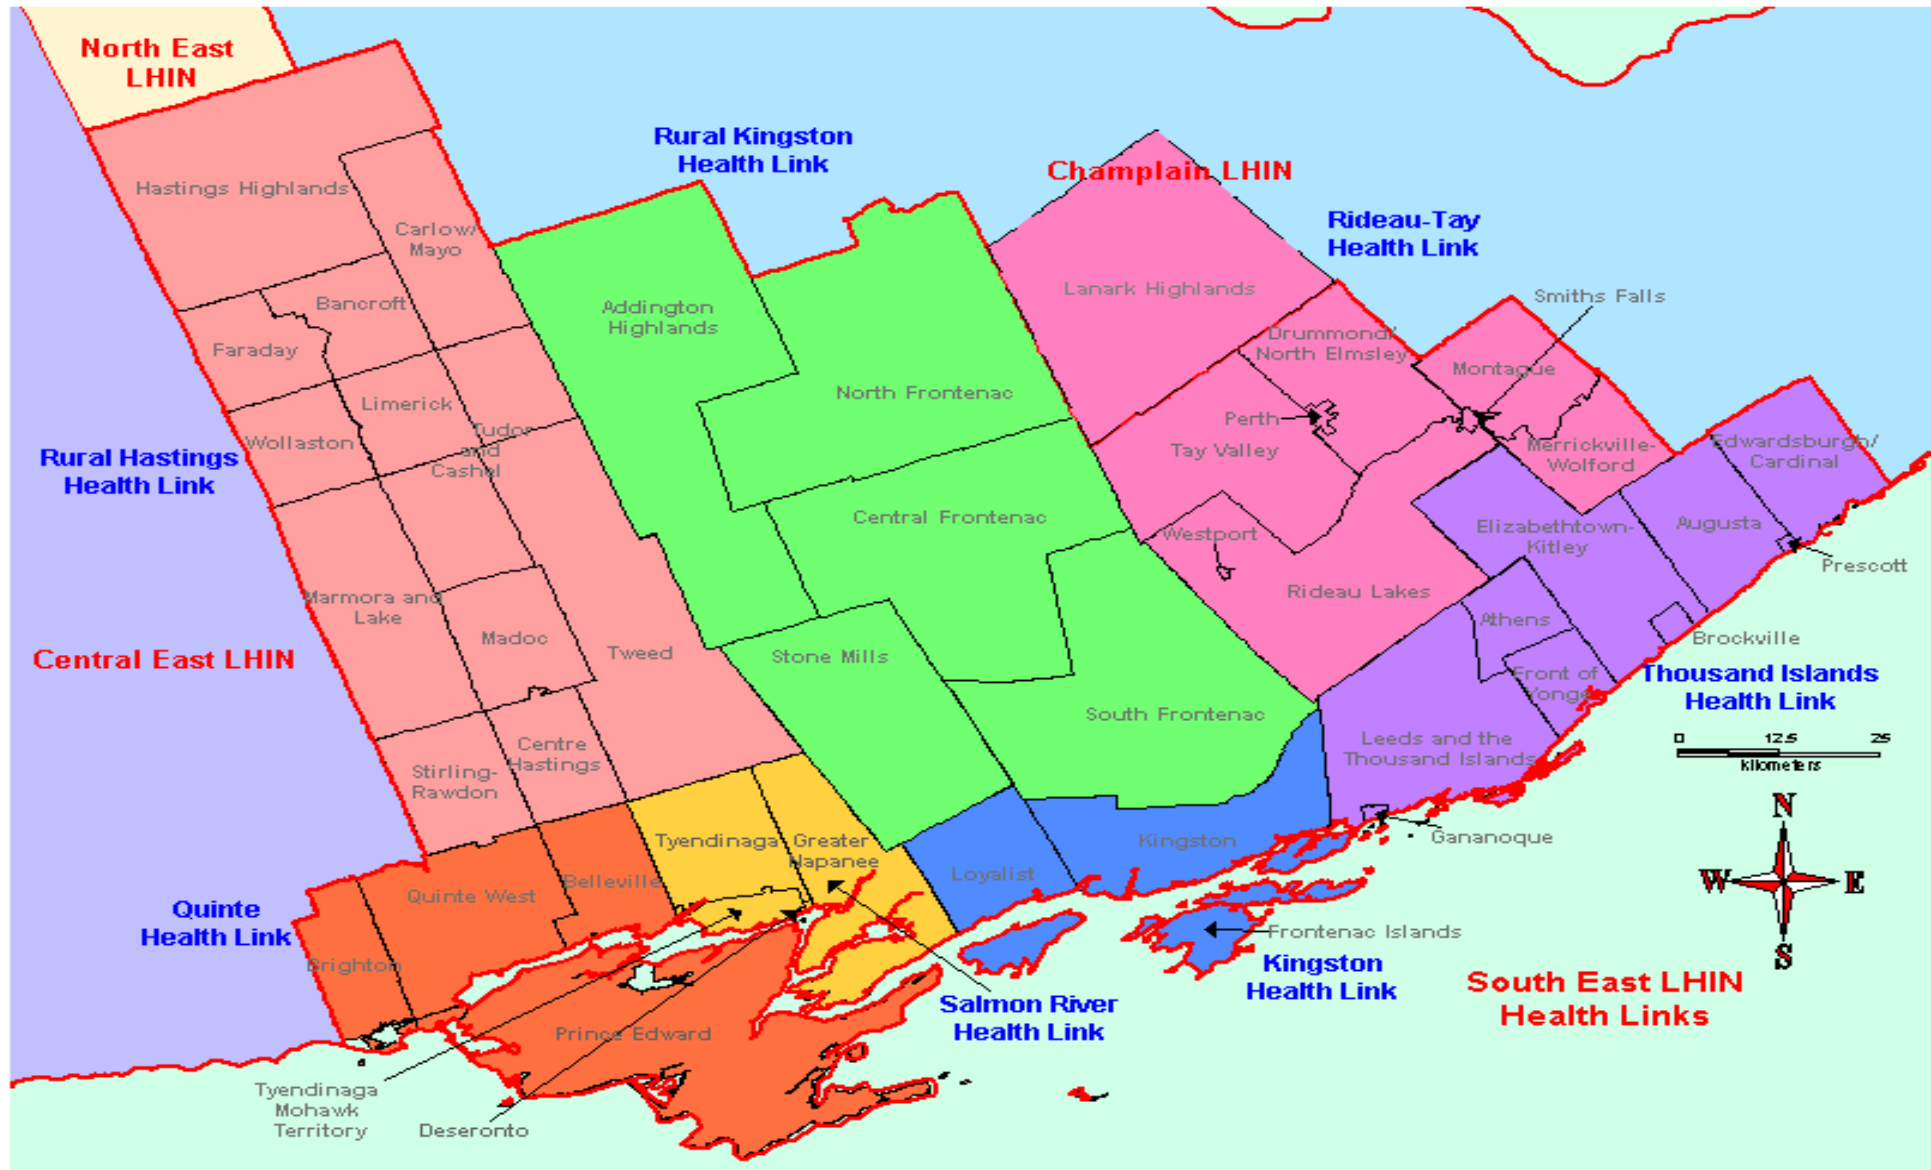 North East
LHIN
Rural Kingston
Health Link
Champlain LHIN
Hastings Highlands
Carlow/
Mayo
Rideau-Tay
Health Link
Lanark Highlands
Smiths Falls
Bancroft
Addington
Highlands
Faraday
Drummond/
North Elmsley
Montague
North Frontenac
Limerick
Perth
Wollaston
Tudor
and
Cashel
Tay Valley
Merrickville-
Wolford
Edwardsburgh/
Cardinal
Rural Hastings
Health Link
Central Frontenac
Westport
Elizabethtown-
Kitley
Augusta
Prescott
Marmora and
Lake
Rideau Lakes
Madoc
Tweed
Athens
Brockville
Central East LHIN
Stone Mills
Front of
Yonge
Thousand Islands
Health Link
South Frontenac
Centre
Hastings
Leeds and the
Thousand Islands
0 12.5 25
kilometers
Stirling-
Rawdon
N
W E
S
Tyendinaga
Greater
Napanee
Kingston
Gananoque
Quinte West
Belleville
Loyalist
Quinte
Health Link
Frontenac Islands
Brighton
Kingston
Health Link
South East LHIN
Health Links
Salmon River
Health Link
Prince Edward
Tyendinaga
Mohawk
Territory
Deseronto